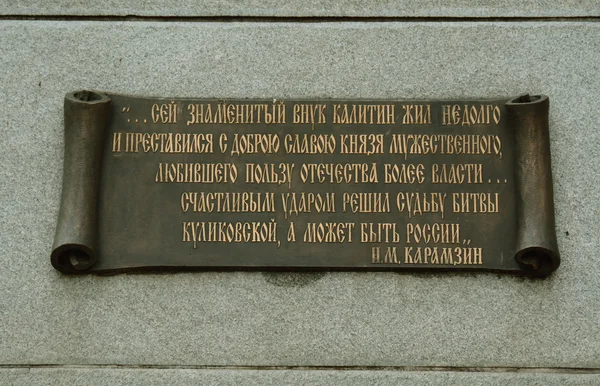 "...СЕЙ ЗНАМЕНИТЫЙ ВНУК КАЛИТИН ЖИЛ НЕДОЛГО
И ПРЕСТАВИЛСЯ С ДОБРОЮ СЛАВОЮ КНЯЗЯ МУЖЕСТВЕННОГО,
ЛЮБИВШЕГО ПОЛЬЗУ ОТЕЧЕСТВА БОЛЕЕ ВЛАСТИ...
СЧАСТЛИВЫМ УДАРОМ РЕШИЛ СУДЬБУ БИТВЫ
КУЛИКОВСКОЙ, А МОЖЕТ БЫТЬ РОССИИ„
Н.М. КАРАМЗИН